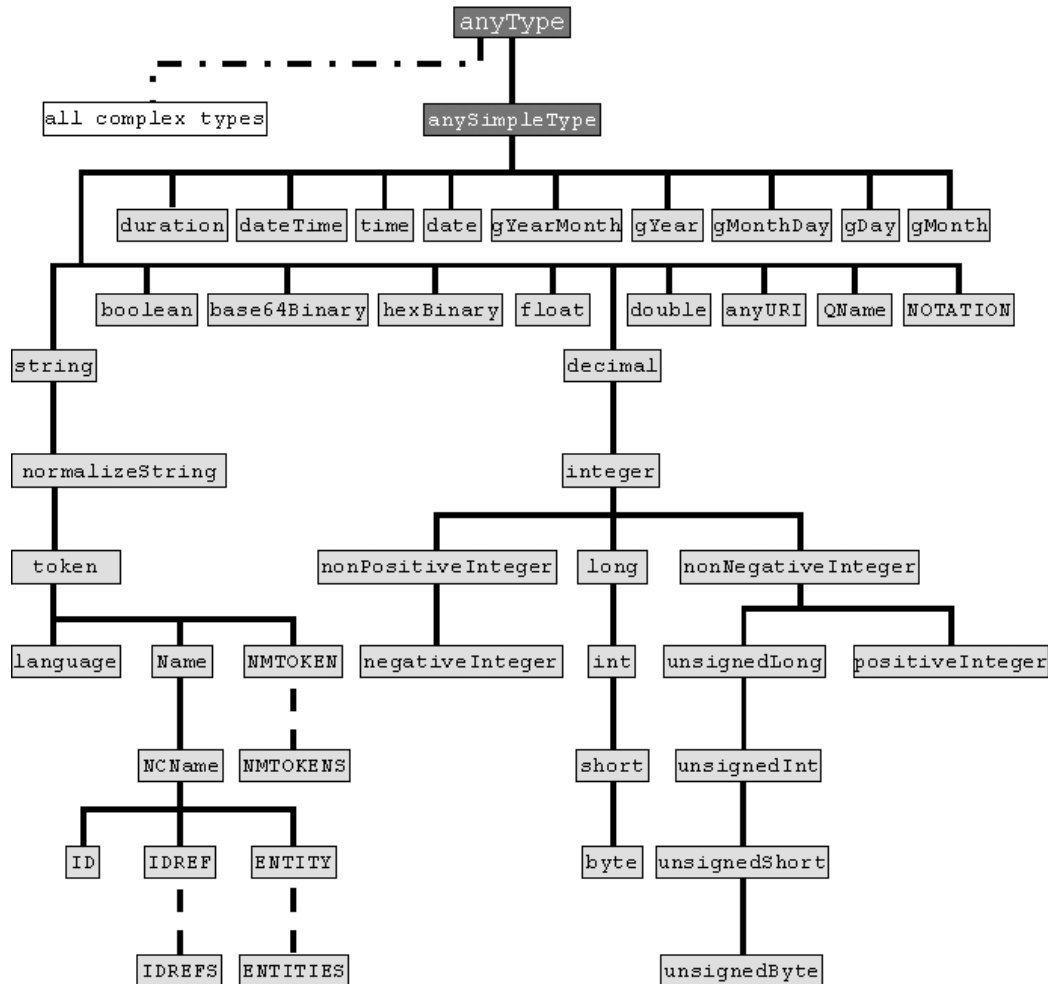 anyType
all complex types
anySimpleType
duration
dateTime
time
date
gYearMonth
gYear
gMonthDay
gDay
gMonth
boolean
base64Binary
hexBinary
float
double
anyURI
QName
NOTATION
string
decimal
normalizeString
integer
token
nonPositiveInteger
long
nonNegativeInteger
language
Name
NMTOKEN
negativeInteger
int
unsignedLong
positiveInteger
NCName
NMTOKENS
short
unsignedInt
ID
IDREF
ENTITY
byte
unsignedShort
IDREFS
ENTITIES
unsignedByte